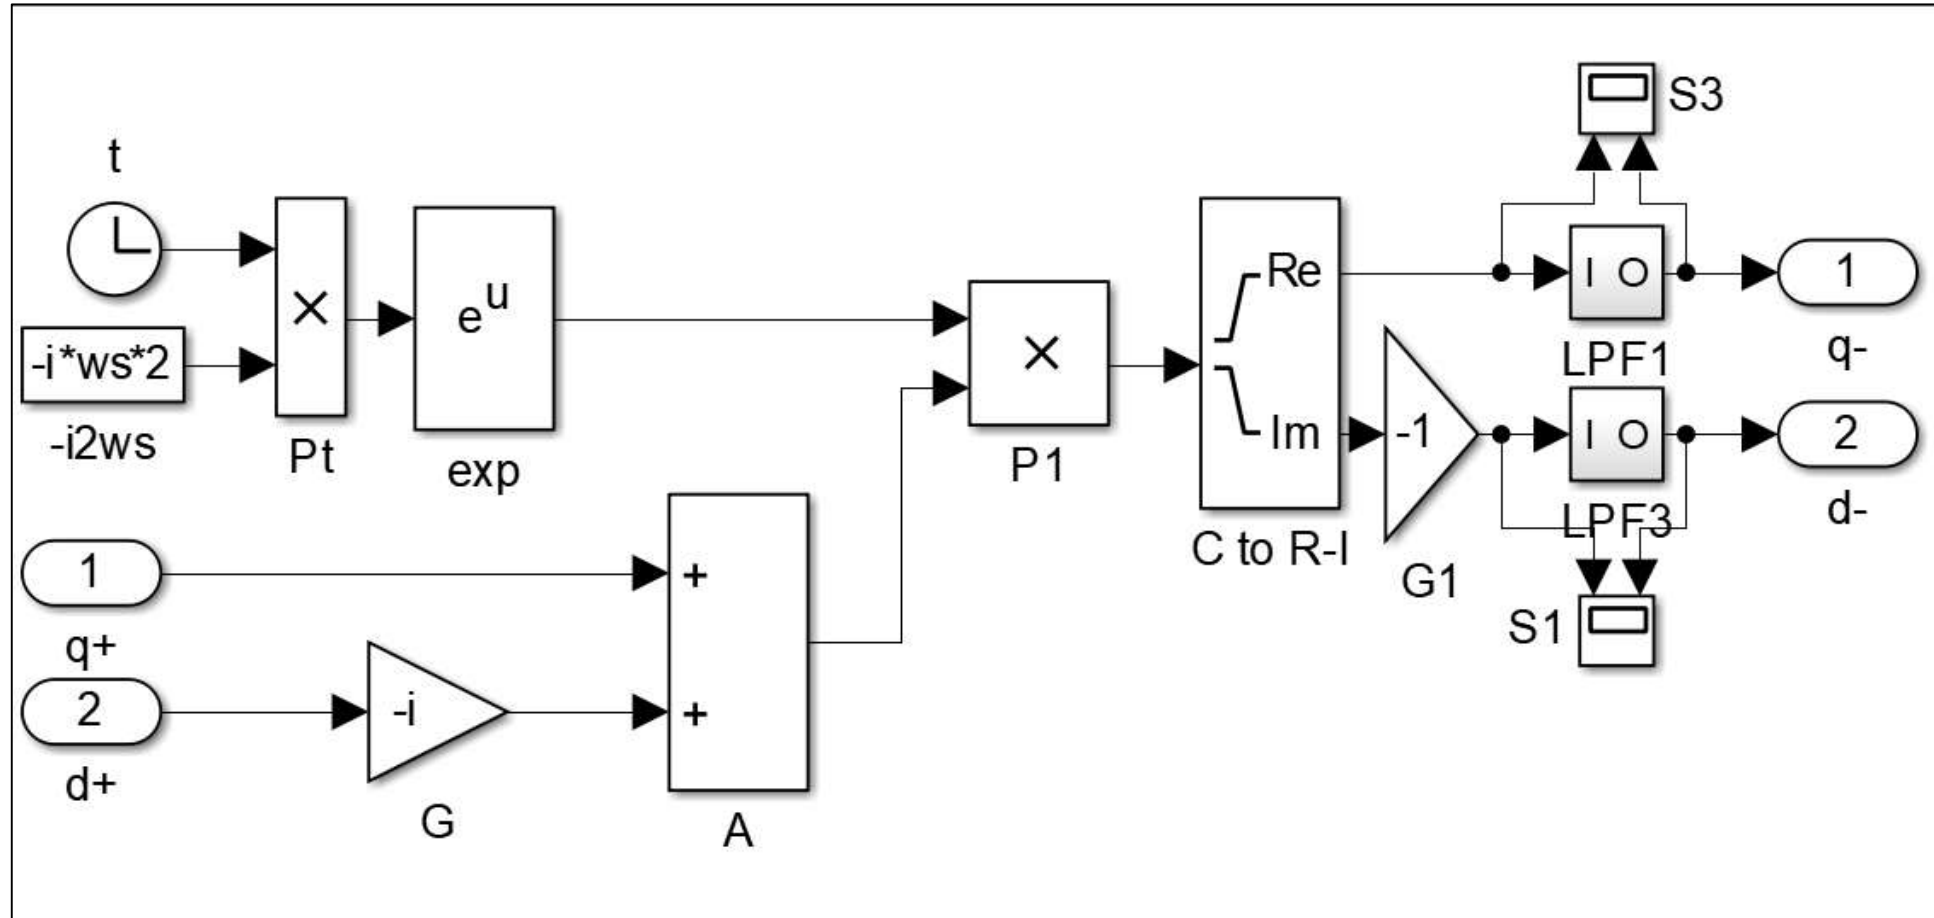 t
-i*ws*2
-i2ws
×
Pt
e^u
exp
1
q+
2
d+
-i
G
+
+
A
×
P1
Re
Im
C to R-I
-1
G1
S3
I O
LPF1
I O
LPF3
S1
1
q-
2
d-